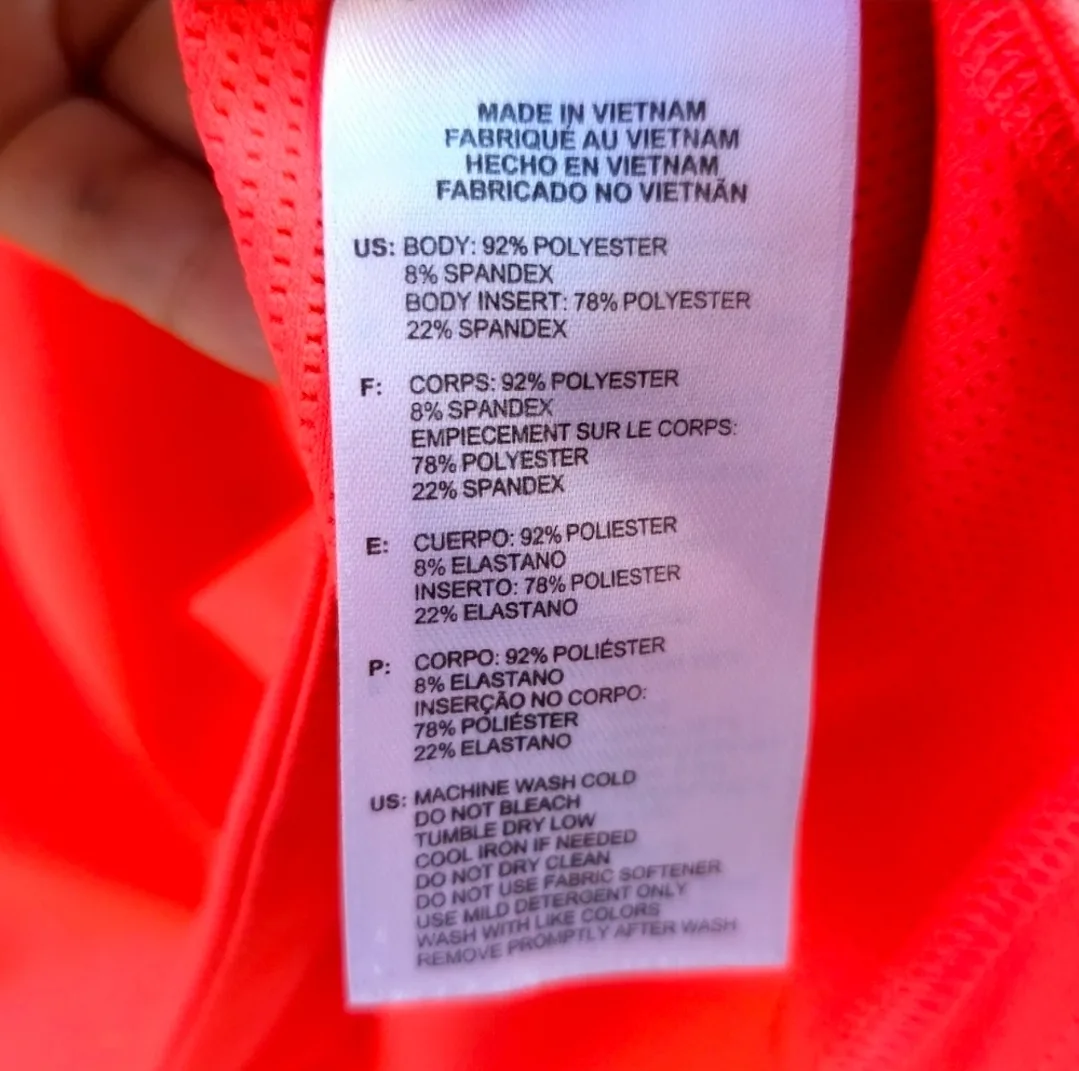 MADE IN VIETNAM
FABRIQUÉ AU VIETNAM
HECHO EN VIETNAM
FABRICADO NO VIETNÃN
US: BODY: 92% POLYESTER
8% SPANDEX
BODY INSERT: 78% POLYESTER
22% SPANDEX
F: CORPS: 92% POLYESTER
8% SPANDEX
EMPIECEMENT SUR LE CORPS:
78% POLYESTER
22% SPANDEX
E: CUERPO: 92% POLIESTER
8% ELASTANO
INSERTO: 78% POLIESTER
22% ELASTANO
P: CORPO: 92% POLIÉSTER
8% ELASTANO
INSERÇÃO NO CORPO:
78% POLIÉSTER
22% ELASTANO
US: MACHINE WASH COLD
DO NOT BLEACH
TUMBLE DRY LOW
COOL IRON IF NEEDED
DO NOT DRY CLEAN
DO NOT USE FABRIC SOFTENER
USE MILD DETERGENT ONLY
WASH WITH LIKE COLORS
REMOVE PROMPTLY AFTER WASH